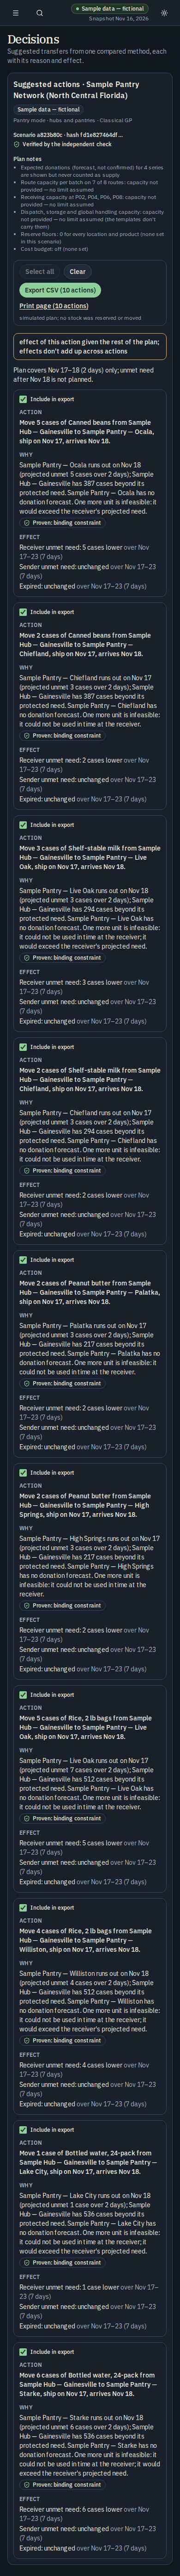 Sample data — fictional
Snapshot Nov 16, 2026
Decisions
Suggested transfers from one compared method, each
with its reason and effect.
Suggested actions · Sample Pantry
Network (North Central Florida)
Sample data — fictional
Pantry mode · hubs and pantries · Classical GP
Scenario a823b80c · hash fd1e827464df…
Verified by the independent check
Plan notes
Expected donations (forecast, not confirmed) for 4 series
are shown but never counted as supply
Route capacity per batch on 7 of 8 routes: capacity not
provided — no limit assumed
Receiving capacity at P02, P04, P06, P08: capacity not
provided — no limit assumed
Dispatch, storage and global handling capacity: capacity
not provided — no limit assumed (the templates don't
carry them)
Reserve floors: 0 for every location and product (none set
in this scenario)
Cost budget: off (none set)
Select all
Clear
Export CSV (10 actions)
Print page (10 actions)
simulated plan; no stock was reserved or moved
effect of this action given the rest of the plan;
effects don't add up across actions
Plan covers Nov 17–18 (2 days) only; unmet need
after Nov 18 is not planned.
Include in export
ACTION
Move 5 cases of Canned beans from Sample
Hub — Gainesville to Sample Pantry — Ocala,
ship on Nov 17, arrives Nov 18.
WHY
Sample Pantry — Ocala runs out on Nov 18
(projected unmet 5 cases over 2 days); Sample
Hub — Gainesville has 387 cases beyond its
protected need. Sample Pantry — Ocala has no
donation forecast. One more unit is infeasible: it
would exceed the receiver's projected need.
Proven: binding constraint
EFFECT
Receiver unmet need: 5 cases lower over Nov
17–23 (7 days)
Sender unmet need: unchanged over Nov 17–23
(7 days)
Expired: unchanged over Nov 17–23 (7 days)
Include in export
ACTION
Move 2 cases of Canned beans from Sample
Hub — Gainesville to Sample Pantry —
Chiefland, ship on Nov 17, arrives Nov 18.
WHY
Sample Pantry — Chiefland runs out on Nov 17
(projected unmet 3 cases over 2 days); Sample
Hub — Gainesville has 387 cases beyond its
protected need. Sample Pantry — Chiefland has
no donation forecast. One more unit is infeasible:
it could not be used in time at the receiver.
Proven: binding constraint
EFFECT
Receiver unmet need: 2 cases lower over Nov
17–23 (7 days)
Sender unmet need: unchanged over Nov 17–23
(7 days)
Expired: unchanged over Nov 17–23 (7 days)
Include in export
ACTION
Move 3 cases of Shelf-stable milk from Sample
Hub — Gainesville to Sample Pantry — Live
Oak, ship on Nov 17, arrives Nov 18.
WHY
Sample Pantry — Live Oak runs out on Nov 18
(projected unmet 3 cases over 2 days); Sample
Hub — Gainesville has 294 cases beyond its
protected need. Sample Pantry — Live Oak has
no donation forecast. One more unit is infeasible:
it could not be used in time at the receiver; it
would exceed the receiver's projected need.
Proven: binding constraint
EFFECT
Receiver unmet need: 3 cases lower over Nov
17–23 (7 days)
Sender unmet need: unchanged over Nov 17–23
(7 days)
Expired: unchanged over Nov 17–23 (7 days)
Include in export
ACTION
Move 2 cases of Shelf-stable milk from Sample
Hub — Gainesville to Sample Pantry —
Chiefland, ship on Nov 17, arrives Nov 18.
WHY
Sample Pantry — Chiefland runs out on Nov 17
(projected unmet 3 cases over 2 days); Sample
Hub — Gainesville has 294 cases beyond its
protected need. Sample Pantry — Chiefland has
no donation forecast. One more unit is infeasible:
it could not be used in time at the receiver.
Proven: binding constraint
EFFECT
Receiver unmet need: 2 cases lower over Nov
17–23 (7 days)
Sender unmet need: unchanged over Nov 17–23
(7 days)
Expired: unchanged over Nov 17–23 (7 days)
Include in export
ACTION
Move 2 cases of Peanut butter from Sample
Hub — Gainesville to Sample Pantry — Palatka,
ship on Nov 17, arrives Nov 18.
WHY
Sample Pantry — Palatka runs out on Nov 17
(projected unmet 3 cases over 2 days); Sample
Hub — Gainesville has 217 cases beyond its
protected need. Sample Pantry — Palatka has no
donation forecast. One more unit is infeasible: it
could not be used in time at the receiver.
Proven: binding constraint
EFFECT
Receiver unmet need: 2 cases lower over Nov
17–23 (7 days)
Sender unmet need: unchanged over Nov 17–23
(7 days)
Expired: unchanged over Nov 17–23 (7 days)
Include in export
ACTION
Move 2 cases of Peanut butter from Sample
Hub — Gainesville to Sample Pantry — High
Springs, ship on Nov 17, arrives Nov 18.
WHY
Sample Pantry — High Springs runs out on Nov 17
(projected unmet 3 cases over 2 days); Sample
Hub — Gainesville has 217 cases beyond its
protected need. Sample Pantry — High Springs
has no donation forecast. One more unit is
infeasible: it could not be used in time at the
receiver.
Proven: binding constraint
EFFECT
Receiver unmet need: 2 cases lower over Nov
17–23 (7 days)
Sender unmet need: unchanged over Nov 17–23
(7 days)
Expired: unchanged over Nov 17–23 (7 days)
Include in export
ACTION
Move 5 cases of Rice, 2 lb bags from Sample
Hub — Gainesville to Sample Pantry — Live
Oak, ship on Nov 17, arrives Nov 18.
WHY
Sample Pantry — Live Oak runs out on Nov 17
(projected unmet 7 cases over 2 days); Sample
Hub — Gainesville has 512 cases beyond its
protected need. Sample Pantry — Live Oak has
no donation forecast. One more unit is infeasible:
it could not be used in time at the receiver.
Proven: binding constraint
EFFECT
Receiver unmet need: 5 cases lower over Nov
17–23 (7 days)
Sender unmet need: unchanged over Nov 17–23
(7 days)
Expired: unchanged over Nov 17–23 (7 days)
Include in export
ACTION
Move 4 cases of Rice, 2 lb bags from Sample
Hub — Gainesville to Sample Pantry —
Williston, ship on Nov 17, arrives Nov 18.
WHY
Sample Pantry — Williston runs out on Nov 18
(projected unmet 4 cases over 2 days); Sample
Hub — Gainesville has 512 cases beyond its
protected need. Sample Pantry — Williston has
no donation forecast. One more unit is infeasible:
it could not be used in time at the receiver; it
would exceed the receiver's projected need.
Proven: binding constraint
EFFECT
Receiver unmet need: 4 cases lower over Nov
17–23 (7 days)
Sender unmet need: unchanged over Nov 17–23
(7 days)
Expired: unchanged over Nov 17–23 (7 days)
Include in export
ACTION
Move 1 case of Bottled water, 24-pack from
Sample Hub — Gainesville to Sample Pantry —
Lake City, ship on Nov 17, arrives Nov 18.
WHY
Sample Pantry — Lake City runs out on Nov 18
(projected unmet 1 case over 2 days); Sample
Hub — Gainesville has 536 cases beyond its
protected need. Sample Pantry — Lake City has
no donation forecast. One more unit is infeasible:
it could not be used in time at the receiver; it
would exceed the receiver's projected need.
Proven: binding constraint
EFFECT
Receiver unmet need: 1 case lower over Nov 17–
23 (7 days)
Sender unmet need: unchanged over Nov 17–23
(7 days)
Expired: unchanged over Nov 17–23 (7 days)
Include in export
ACTION
Move 6 cases of Bottled water, 24-pack from
Sample Hub — Gainesville to Sample Pantry —
Starke, ship on Nov 17, arrives Nov 18.
WHY
Sample Pantry — Starke runs out on Nov 18
(projected unmet 6 cases over 2 days); Sample
Hub — Gainesville has 536 cases beyond its
protected need. Sample Pantry — Starke has no
donation forecast. One more unit is infeasible: it
could not be used in time at the receiver; it would
exceed the receiver's projected need.
Proven: binding constraint
EFFECT
Receiver unmet need: 6 cases lower over Nov
17–23 (7 days)
Sender unmet need: unchanged over Nov 17–23
(7 days)
Expired: unchanged over Nov 17–23 (7 days)